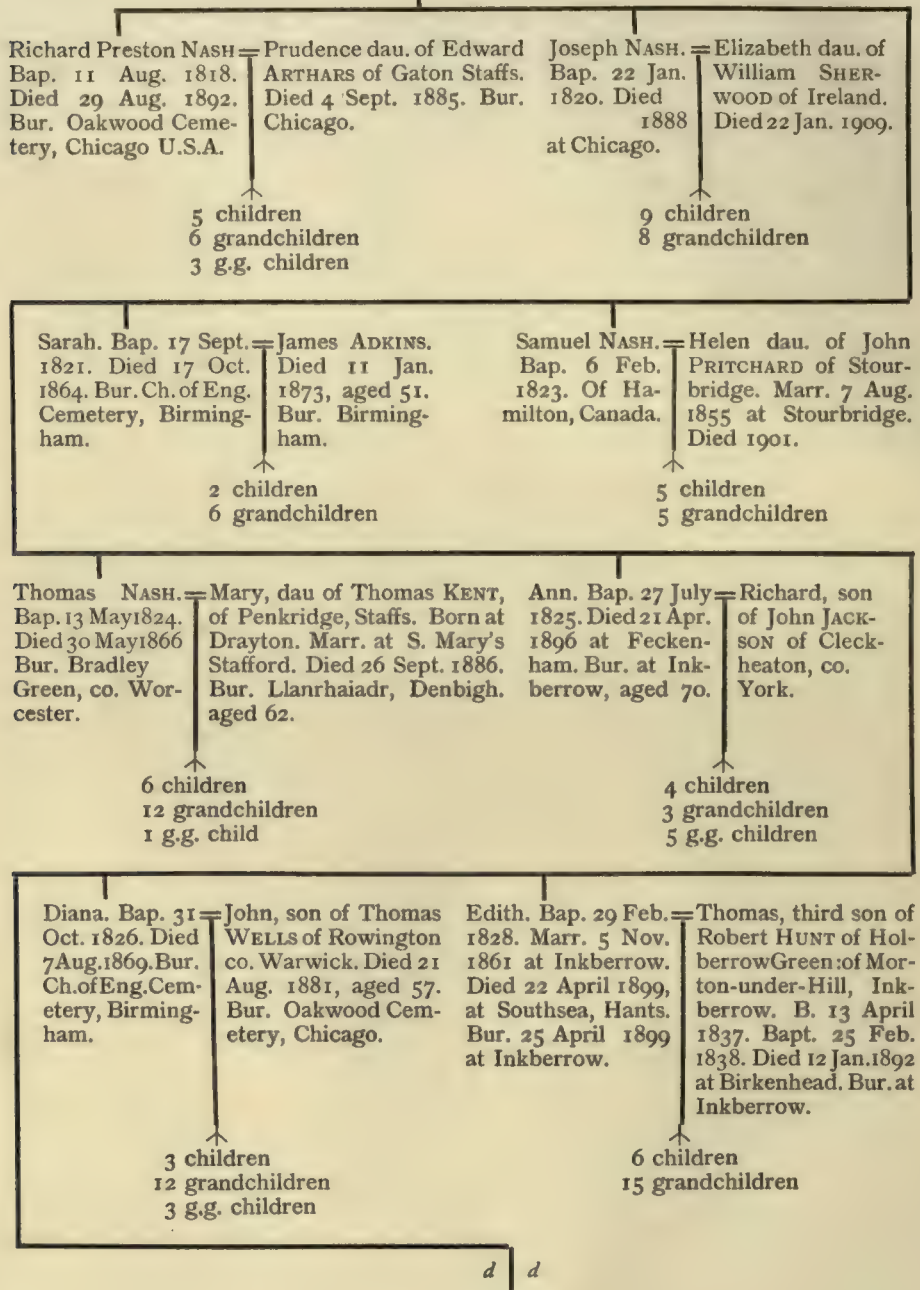 Richard Preston NASH
Bap. 11 Aug. 1818.
Died 29 Aug. 1892.
Bur. Oakwood Ceme-
tery, Chicago U.S.A.
= Prudence dau. of Edward
ARTHARS of Gaton Staffs.
Died 4 Sept. 1885. Bur.
Chicago.
5 children
6 grandchildren
3 g.g. children
Joseph NASH.
Bap. 22 Jan.
1820. Died
1888
at Chicago.
= Elizabeth dau. of
William SHER-
WOOD of Ireland.
Died 22 Jan. 1909.
9 children
8 grandchildren
Sarah. Bap. 17 Sept.
1821. Died 17 Oct.
1864. Bur. Ch. of Eng.
Cemetery, Birming-
ham.
= James ADKINS.
Died 11 Jan.
1873, aged 51.
Bur. Birming-
ham.
2 children
6 grandchildren
Samuel NASH.
Bap. 6 Feb.
1823. Of Ha-
milton, Canada.
= Helen dau. of John
PRITCHARD of Stour-
bridge. Marr. 7 Aug.
1855 at Stourbridge.
Died 1901.
5 children
5 grandchildren
Thomas NASH.
Bap. 13 May 1824.
Died 30 May 1866
Bur. Bradley
Green, co. Wor-
cester.
= Mary, dau of Thomas KENT,
of Penkridge, Staffs. Born at
Drayton. Marr. at S. Mary's
Stafford. Died 26 Sept. 1886.
Bur. Llanrhaiadr, Denbigh.
aged 62.
6 children
12 grandchildren
1 g.g. child
Ann. Bap. 27 July
1825. Died 21 Apr.
1896 at Fecken-
ham. Bur. at Ink-
berrow, aged 70.
= Richard, son
of John JACK-
SON of Cleck-
heaton, co.
York.
4 children
3 grandchildren
5 g.g. children
Diana. Bap. 31
Oct. 1826. Died
7 Aug. 1869. Bur.
Ch. of Eng. Cem-
etery, Birming-
ham.
= John, son of Thomas
WELLS of Rowington
co. Warwick. Died 21
Aug. 1881, aged 57.
Bur. Oakwood Cem-
etery, Chicago.
3 children
12 grandchildren
3 g.g. children
Edith. Bap. 29 Feb.
1828. Marr. 5 Nov.
1861 at Inkberrow.
Died 22 April 1899,
at Southsea, Hants.
Bur. 25 April 1899
at Inkberrow.
= Thomas, third son of
Robert HUNT of Hol-
berrow Green: of Mor-
ton-under-Hill, Ink-
berrow. B. 13 April
1837. Bapt. 25 Feb.
1838. Died 12 Jan. 1892
at Birkenhead. Bur. at
Inkberrow.
6 children
15 grandchildren
d d